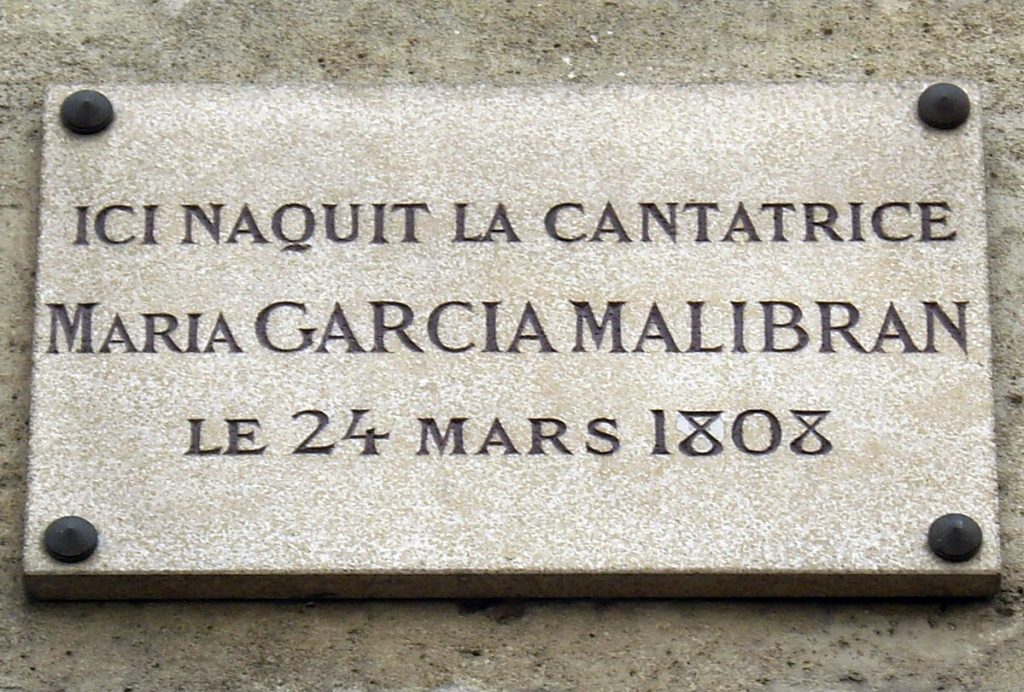 ICI NAQUIT LA CANTATRICE
MARIA GARCIA MALIBRAN
LE 24 MARS 1808